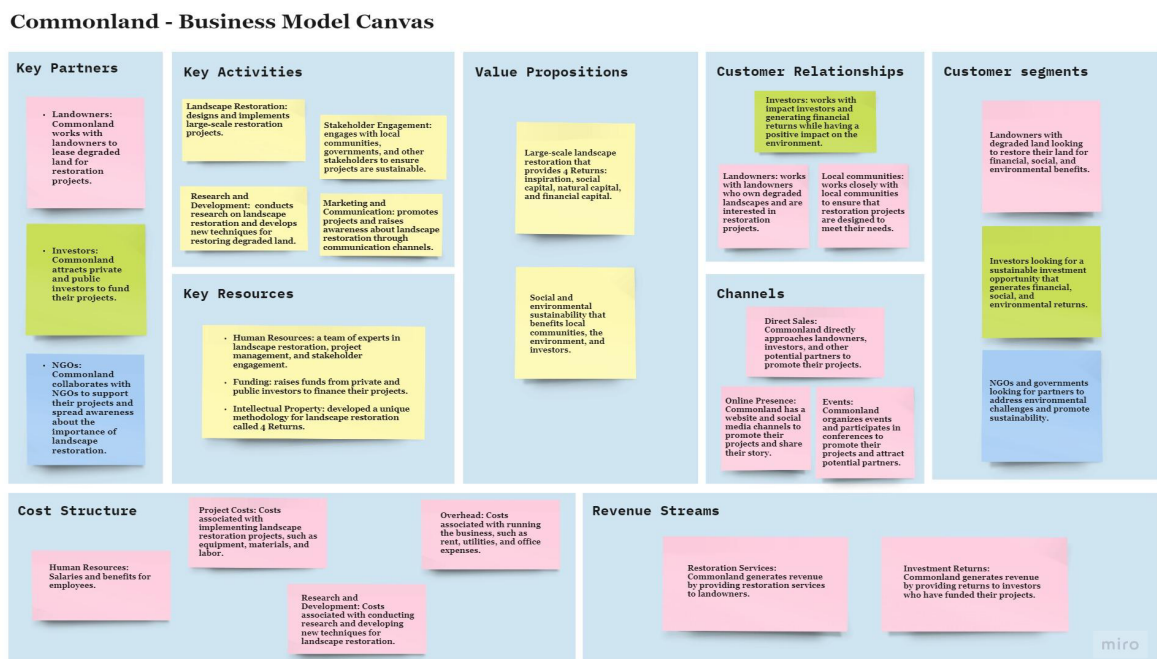 Commonland - Business Model Canvas
Key Partners
• Landowners:
Commonland
works with
landowners to
lease degraded
land for
restoration
projects.
• Investors:
Commonland
attracts private
and public
investors to fund
their projects.
• NGOs:
Commonland
collaborates with
NGOs to support
their projects and
spread awareness
about the
importance of
landscape
restoration.
Key Activities
Landscape Restoration:
designs and implements
large-scale restoration
projects.
Stakeholder Engagement:
engages with local
communities,
governments, and other
stakeholders to ensure
projects are sustainable.
Research and
Development: conducts
research on landscape
restoration and develops
new techniques for
restoring degraded land.
Marketing and
Communication: promotes
projects and raises
awareness about landscape
restoration through
communication channels.
Key Resources
• Human Resources: a team of experts in
landscape restoration, project
management, and stakeholder
engagement.
• Funding: raises funds from private and
public investors to finance their projects.
• Intellectual Property: developed a unique
methodology for landscape restoration
called 4 Returns.
Value Propositions
Large-scale landscape
restoration that
provides 4 Returns:
inspiration, social
capital, natural capital,
and financial capital.
Social and
environmental
sustainability that
benefits local
communities, the
environment, and
investors.
Customer Relationships
Investors: works with
impact investors and
generating financial
returns while having a
positive impact on the
environment.
Landowners: works
with landowners
who own degraded
landscapes and are
interested in
restoration
projects.
Local communities:
works closely with
local communities
to ensure that
restoration projects
are designed to
meet their needs.
Channels
Direct Sales:
Commonland directly
approaches landowners,
investors, and other
potential partners to
promote their projects.
Online Presence:
Commonland has a
website and social
media channels to
promote their
projects and share
their story.
Events:
Commonland
organizes events
and participates in
conferences to
promote their
projects and attract
potential partners.
Customer segments
Landowners with
degraded land looking
to restore their land for
financial, social, and
environmental benefits.
Investors looking for a
sustainable investment
opportunity that
generates financial,
social, and
environmental returns.
NGOs and governments
looking for partners to
address environmental
challenges and promote
sustainability.
Cost Structure
Human Resources:
Salaries and benefits for
employees.
Project Costs: Costs
associated with
implementing landscape
restoration projects, such as
equipment, materials, and
labor.
Research and
Development: Costs
associated with conducting
research and developing
new techniques for
landscape restoration.
Overhead: Costs
associated with running
the business, such as
rent, utilities, and office
expenses.
Revenue Streams
Restoration Services:
Commonland generates revenue
by providing restoration services
to landowners.
Investment Returns:
Commonland generates revenue
by providing returns to investors
who have funded their projects.
miro